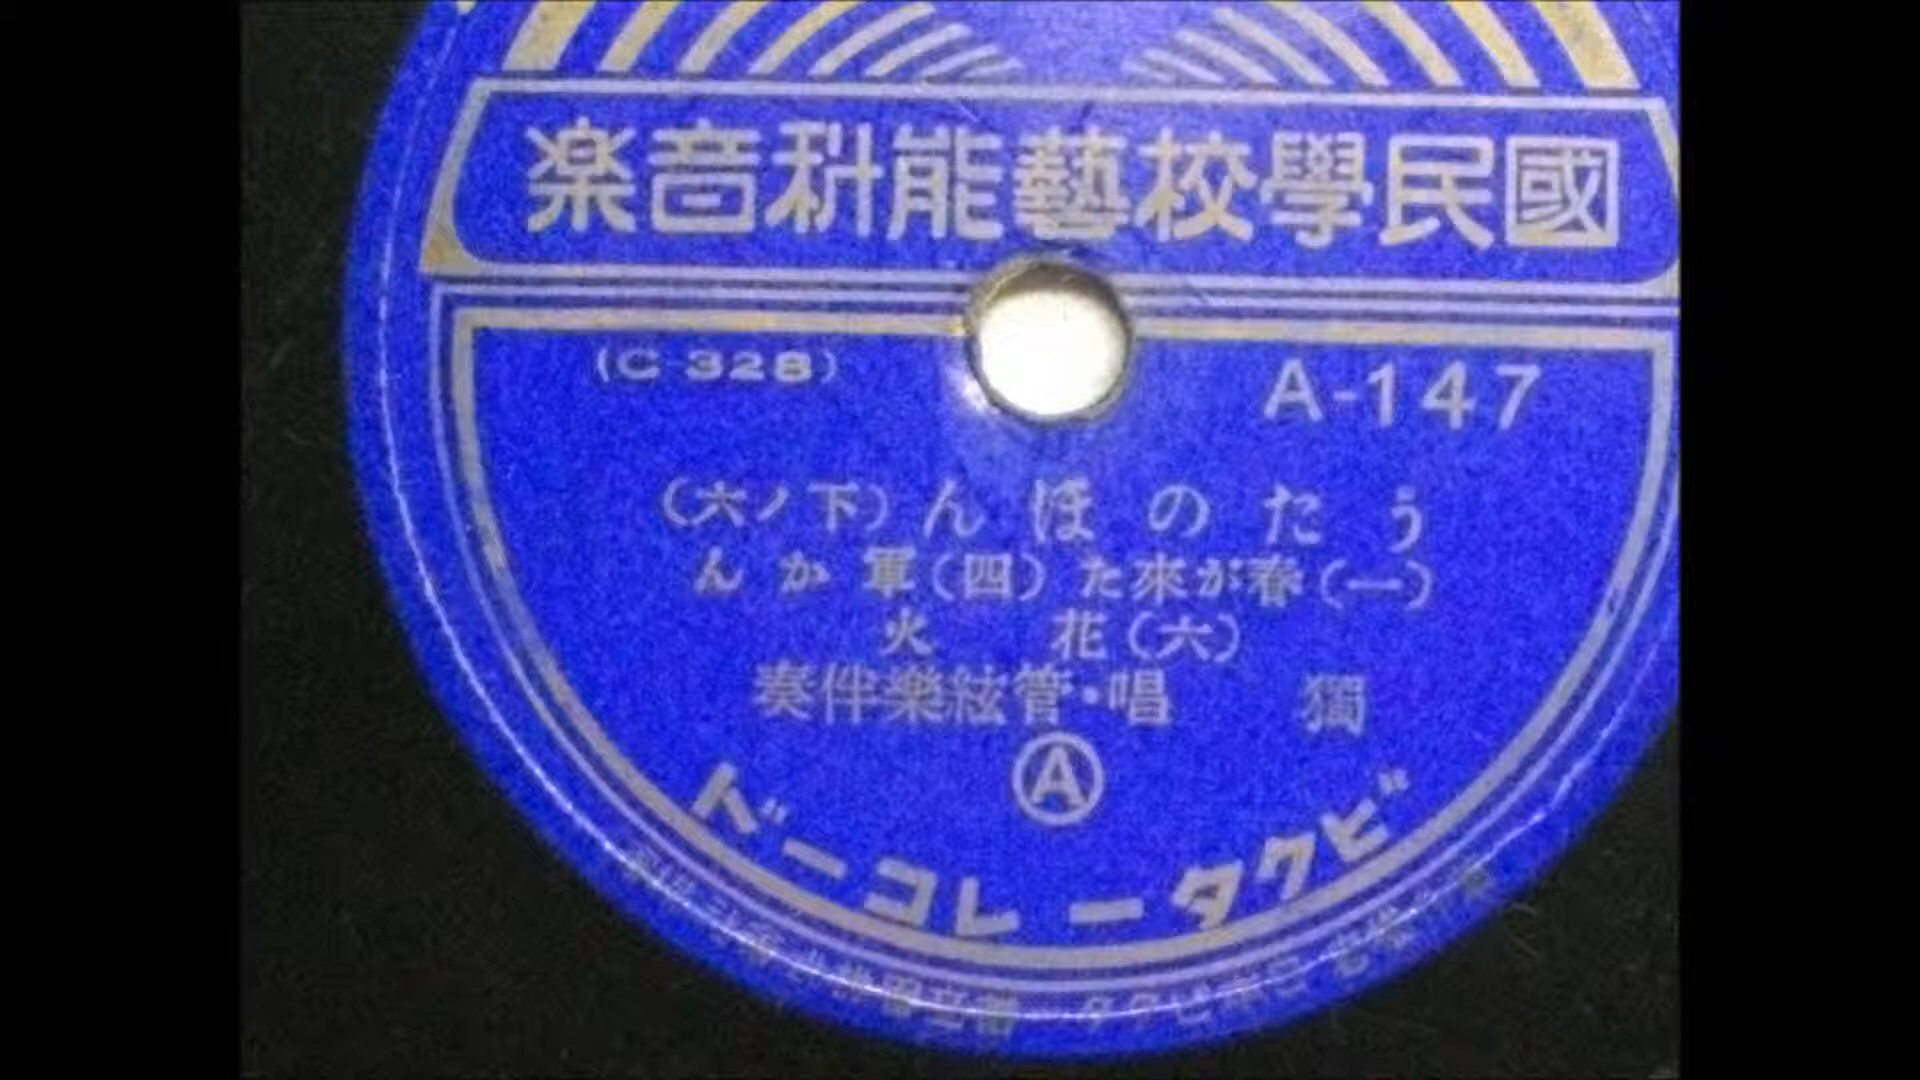 國民學校藝能科音楽
(C 328)
A-147
うたのほん(下ノ六)
(一)春が來た(四)軍かん
(六)花火
獨唱・管絃樂伴奏
Ⓐ
ビクターレコード